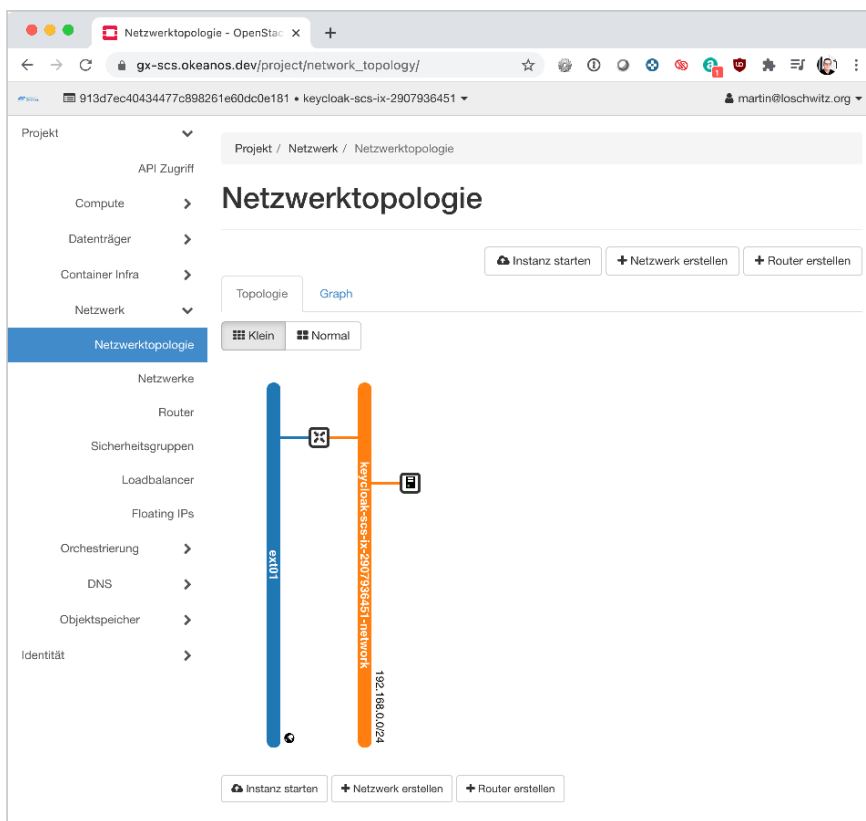 Netzwerktopologie - OpenStac
gx-scs.okeanos.dev/project/network_topology/
913d7ec40434477c898261e60dc0e181 • keycloak-scs-ix-2907936451
martin@loschwitz.org
Projekt
API Zugriff
Compute
Datenträger
Container Infra
Netzwerk
Netzwerktopologie
Netzwerke
Router
Sicherheitsgruppen
Loadbalancer
Floating IPs
Orchestrierung
DNS
Objektspeicher
Identität
Projekt / Netzwerk / Netzwerktopologie
Netzwerktopologie
Instanz starten
Netzwerk erstellen
Router erstellen
Topologie
Graph
Klein
Normal
ext01
keycloak-scs-ix-2907936451-network
192.168.0.0/24
Instanz starten
Netzwerk erstellen
Router erstellen